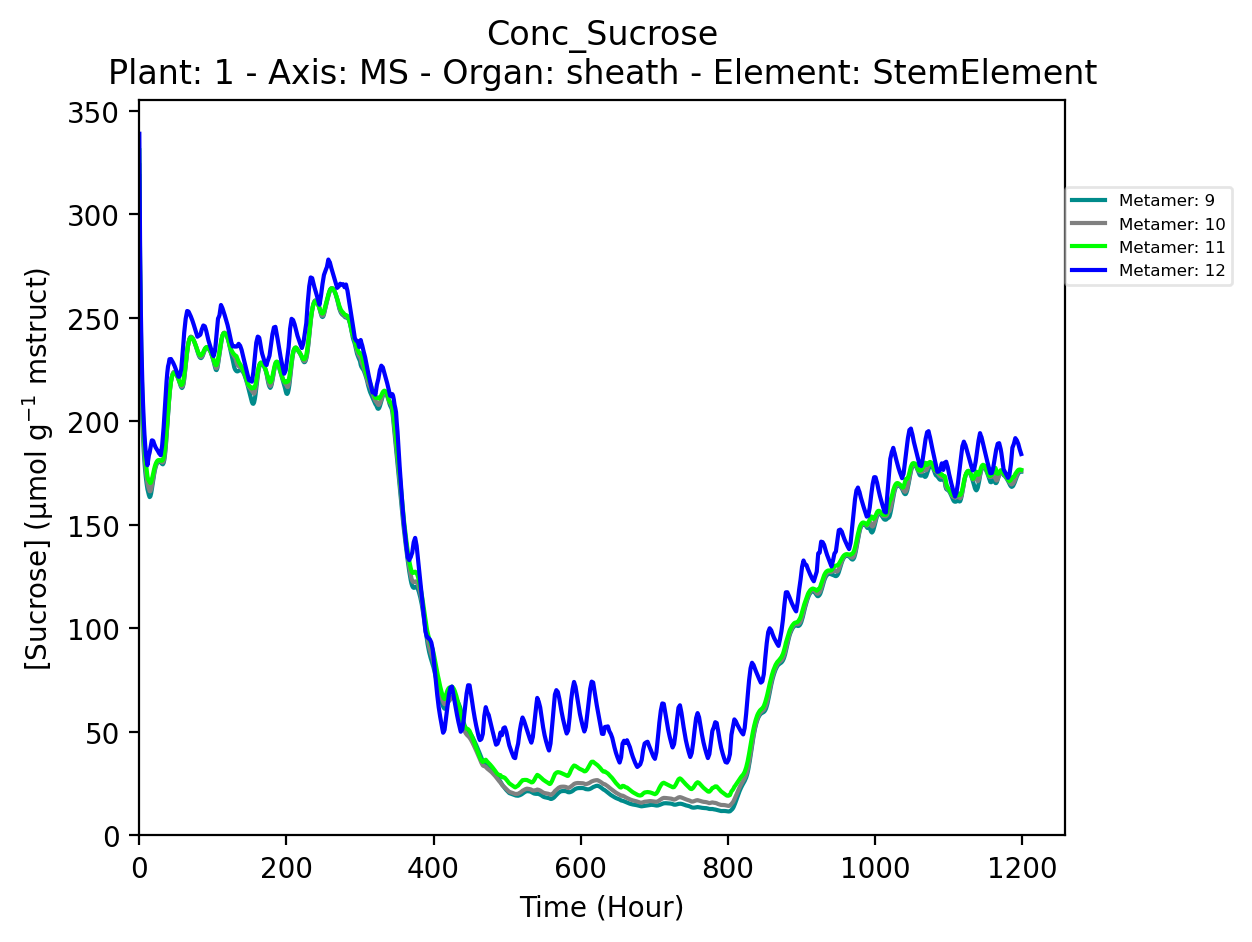 Conc_Sucrose
Plant: 1 - Axis: MS - Organ: sheath - Element: StemElement
350
300
250
200
150
100
50
0
[Sucrose] (µmol g⁻¹ mstruct)
0 200 400 600 800 1000 1200
Time (Hour)
Metamer: 9
Metamer: 10
Metamer: 11
Metamer: 12